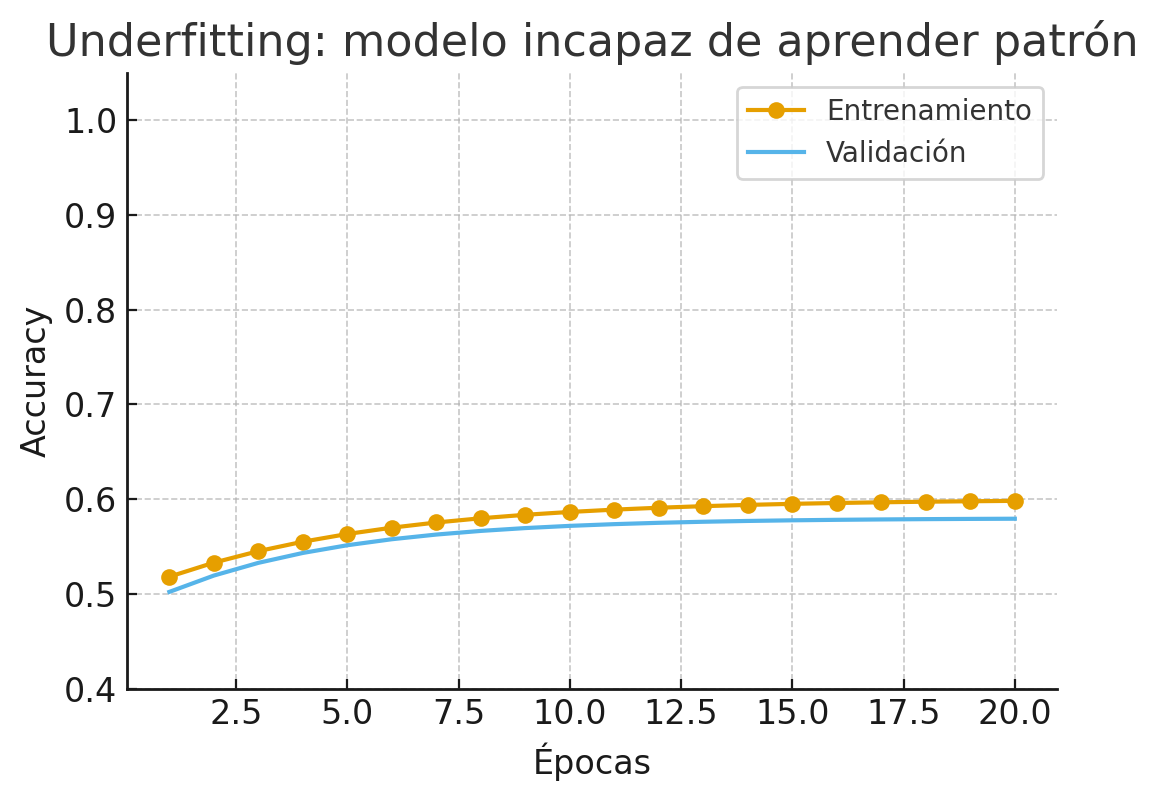 Underfitting: modelo incapaz de aprender patrón
Entrenamiento
Validación
1.0
0.9
0.8
0.7
0.6
0.5
0.4
Accuracy
2.5 5.0 7.5 10.0 12.5 15.0 17.5 20.0
Épocas